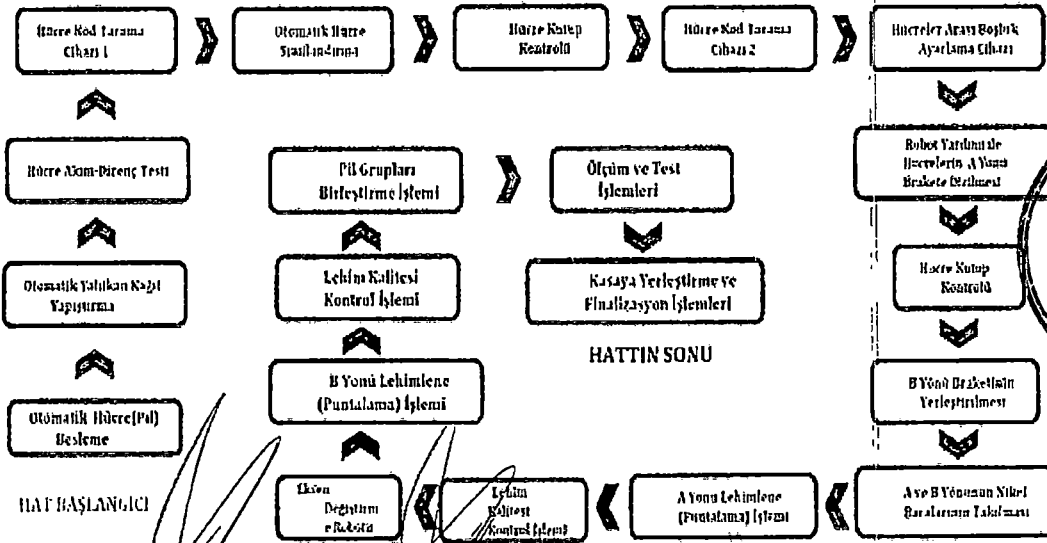 Hücre Kod Tarama
Cihazı 1
Otomatik Hücre
Sınıflandırma
Hücre Kutup
Kontrolü
Hücre Kod Tarama
Cihazı 2
Hücreler Arası Boşluk
Ayarlama Cihazı
Hücre Akım-Direnç Testi
Pil Grupları
Birleştirme İşlemi
Ölçüm ve Test
İşlemleri
Robot Yardımı ile
Hücrelerin A Yönü
Brakete Dizilmesi
Otomatik Yalıtkan Kağıt
Yapıştırma
Lehim Kalitesi
Kontrol İşlemi
Kasaya Yerleştirme ve
Finalizasyon İşlemleri
Hücre Kutup
Kontrolü
HATTIN SONU
Otomatik Hücre(Pil)
Besleme
B Yönü Lehimleme
(Puntalama) İşlemi
B Yönü Braketinin
Yerleştirilmesi
HAT BAŞLANGICI
Eksen
Değiştirm
e Robotu
Lehim
Kalitesi
Kontrol İşlemi
A Yönü Lehimleme
(Puntalama) İşlemi
A ve B Yönünün Nikel
Baralarının Takılması